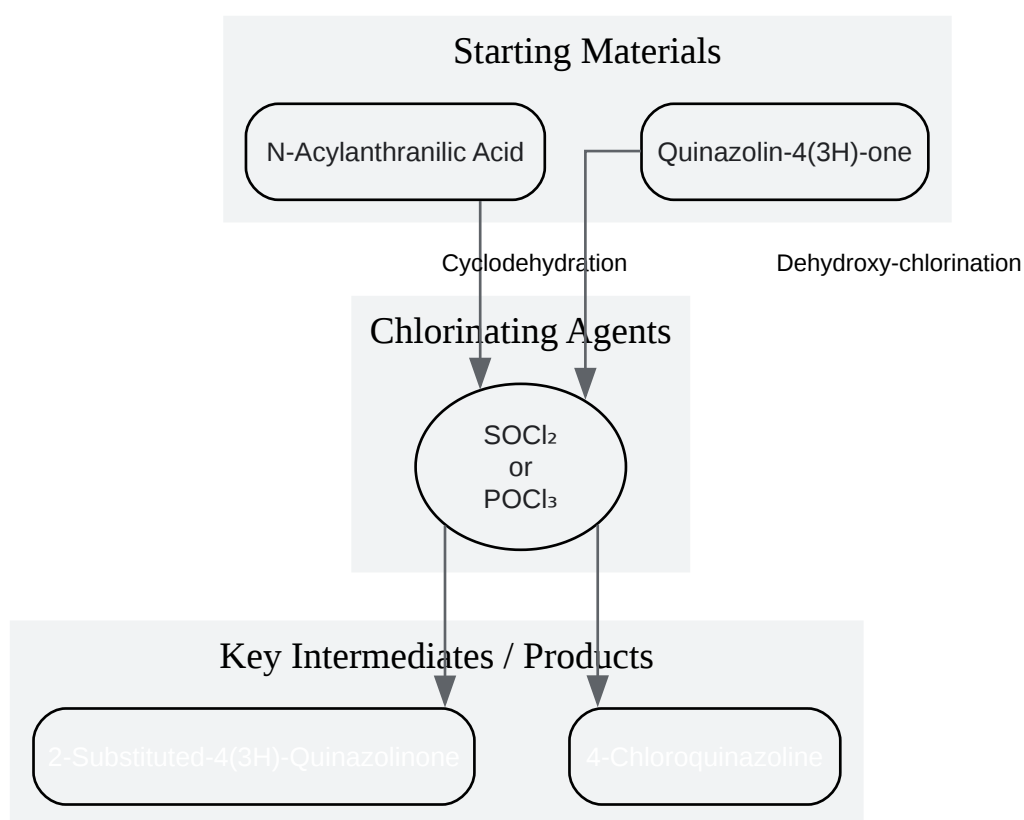 Starting Materials
N-Acylanthranilic Acid
Quinazolin-4(3H)-one
Cyclodehydration
Dehydroxy-chlorination
Chlorinating Agents
SOCl₂
or
POCl₃
Key Intermediates / Products
2-Substituted-4(3H)-Quinazolinone
4-Chloroquinazoline